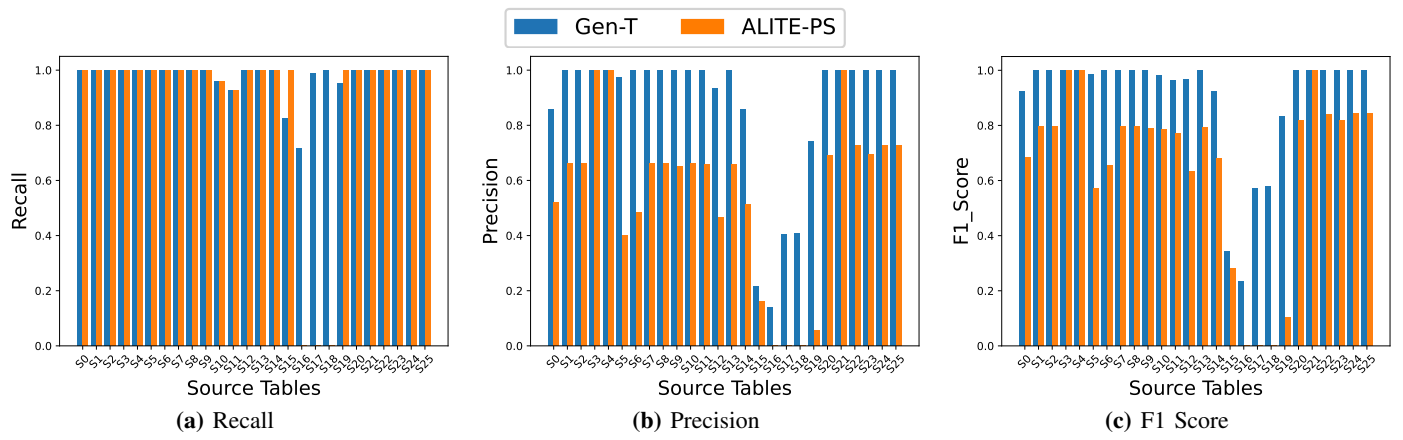 Gen-T ALITE-PS
1.0
0.8
0.6
0.4
0.2
0.0
Recall
S0 S1 S2 S3 S4 S5 S6 S7 S8 S9 S10 S11 S12 S13 S14 S15 S16 S17 S18 S19 S20 S21 S22 S23 S24 S25
Source Tables
(a) Recall
1.0
0.8
0.6
0.4
0.2
0.0
Precision
S0 S1 S2 S3 S4 S5 S6 S7 S8 S9 S10 S11 S12 S13 S14 S15 S16 S17 S18 S19 S20 S21 S22 S23 S24 S25
Source Tables
(b) Precision
1.0
0.8
0.6
0.4
0.2
0.0
F1_Score
S0 S1 S2 S3 S4 S5 S6 S7 S8 S9 S10 S11 S12 S13 S14 S15 S16 S17 S18 S19 S20 S21 S22 S23 S24 S25
Source Tables
(c) F1 Score